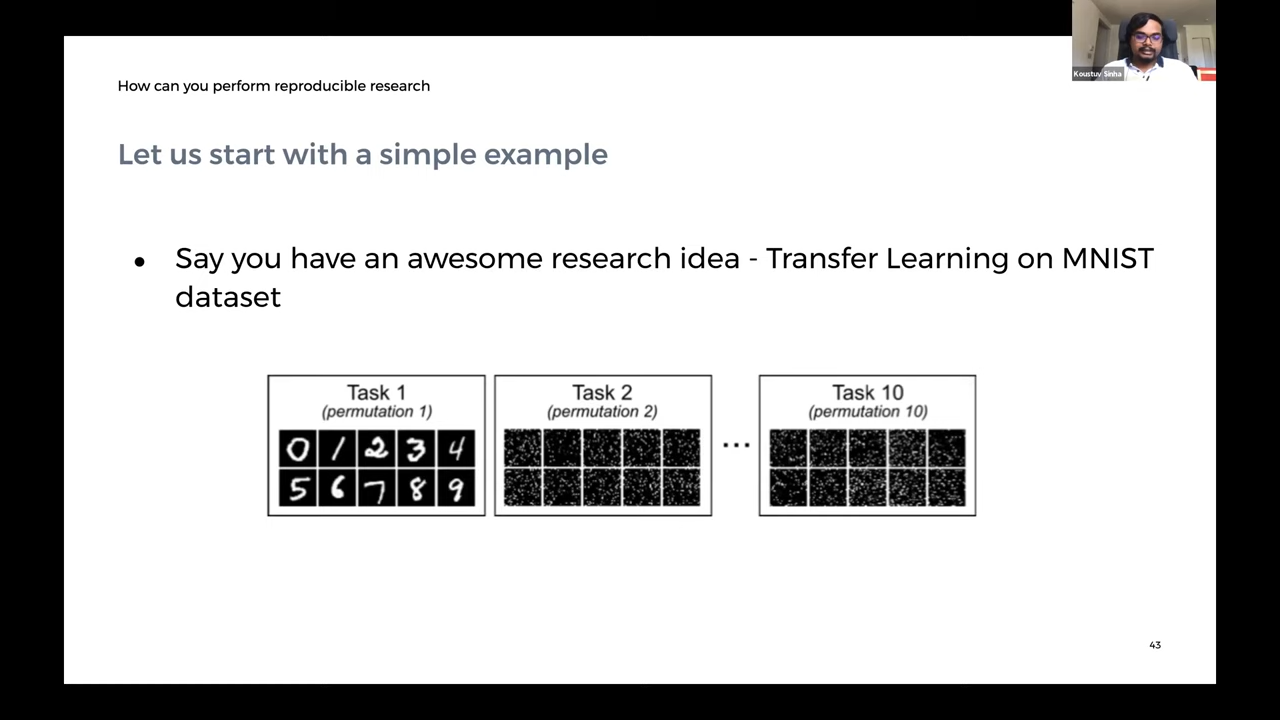 Koustuv Sinha
How can you perform reproducible research
Let us start with a simple example
● Say you have an awesome research idea - Transfer Learning on MNIST
dataset
Task 1
(permutation 1)
0 1 2 3 4
5 6 7 8 9
Task 2
(permutation 2)
...
Task 10
(permutation 10)
43